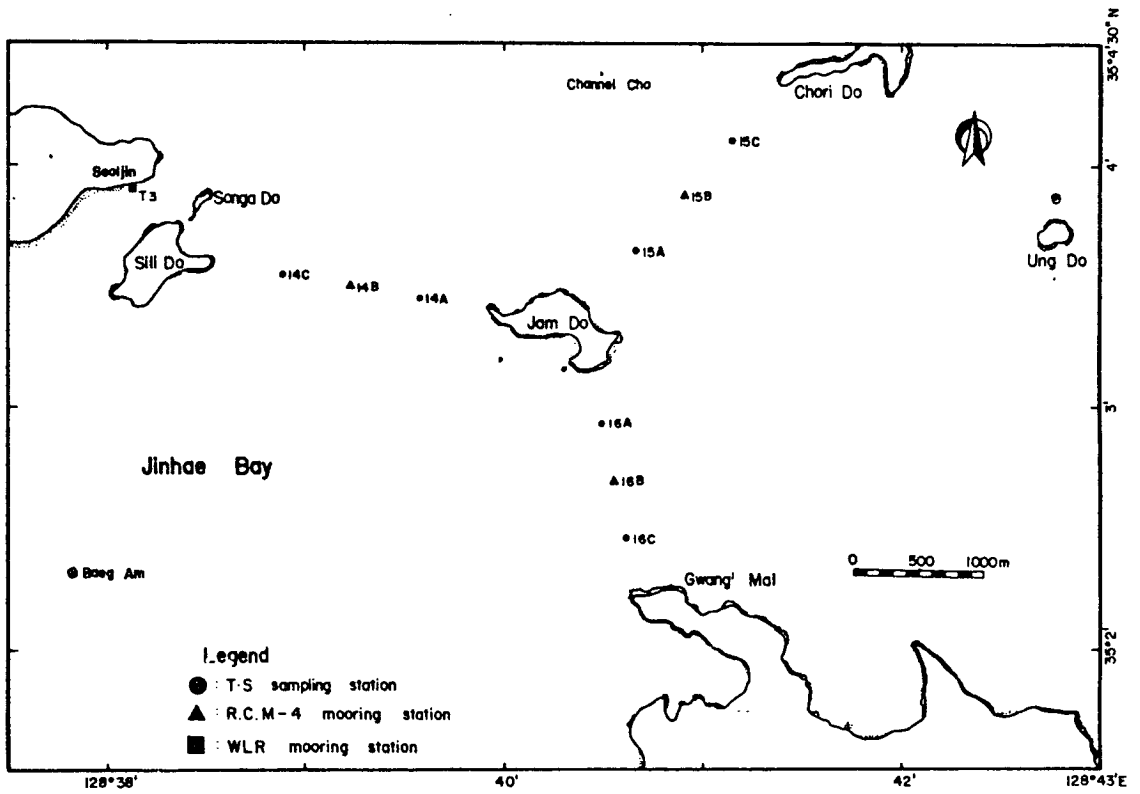 35°4'30" N
Channel Cho
Chori Do
15C
4'
Seoljin
T3
Songa Do
15B
15A
Sill Do
14C
14B
14A
Ung Do
Jam Do
3'
16A
Jinhae Bay
16B
16C
0 500 1000m
Baeg Am
Gwang' Mal
35°2'
Legend
: T·S sampling station
: R.C.M-4 mooring station
: WLR mooring station
128°38'
40'
42'
128°43'E